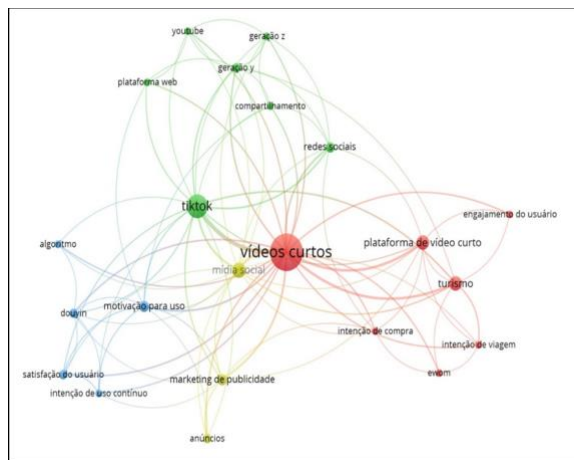 youtube
geração z
geração y
plataforma web
compartilhamento
redes sociais
tiktok
engajamento do usuário
algoritmo
vídeos curtos
plataforma de vídeo curto
mídia social
turismo
douyin
motivação para uso
intenção de compra
intenção de viagem
satisfação do usuário
marketing de publicidade
ewom
intenção de uso contínuo
anúncios